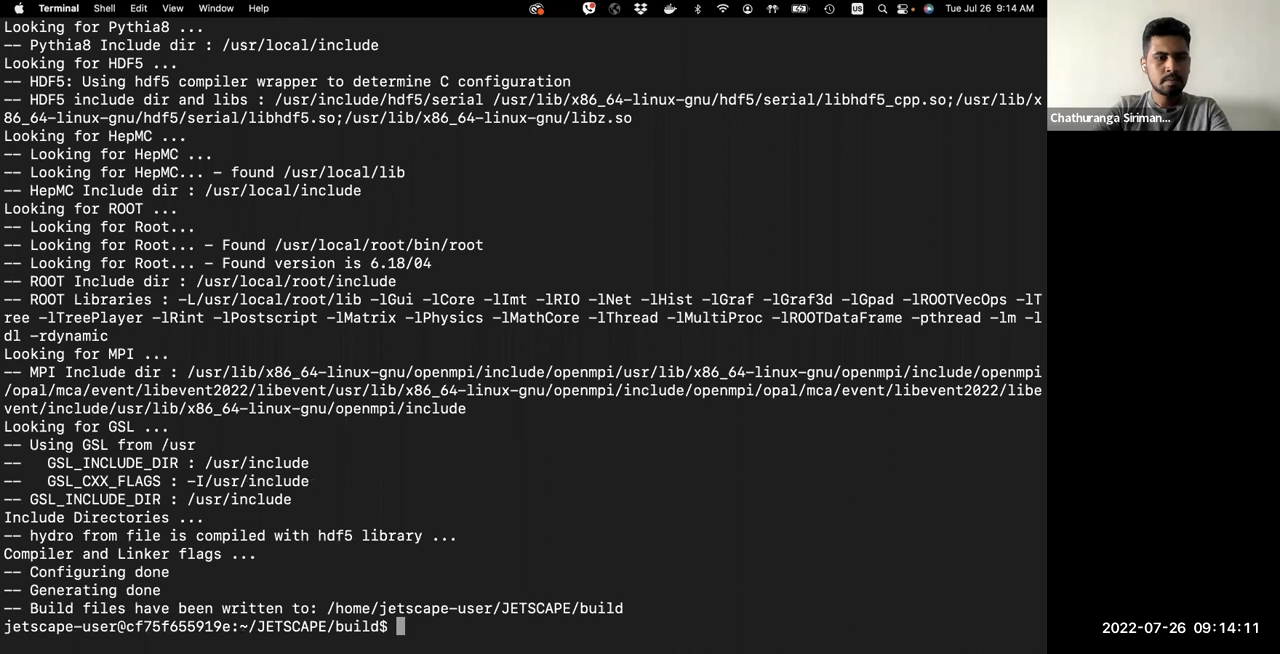 Terminal Shell Edit View Window Help US Tue Jul 26 9:14 AM
Looking for Pythia8 ...
-- Pythia8 Include dir : /usr/local/include
Looking for HDF5 ...
-- HDF5: Using hdf5 compiler wrapper to determine C configuration
-- HDF5 include dir and libs : /usr/include/hdf5/serial /usr/lib/x86_64-linux-gnu/hdf5/serial/libhdf5_cpp.so;/usr/lib/x
86_64-linux-gnu/hdf5/serial/libhdf5.so;/usr/lib/x86_64-linux-gnu/libz.so
Looking for HepMC ...
-- Looking for HepMC ...
-- Looking for HepMC... - found /usr/local/lib
-- HepMC Include dir : /usr/local/include
Looking for ROOT ...
-- Looking for Root...
-- Looking for Root... - Found /usr/local/root/bin/root
-- Looking for Root... - Found version is 6.18/04
-- ROOT Include dir : /usr/local/root/include
-- ROOT Libraries : -L/usr/local/root/lib -lGui -lCore -lImt -lRIO -lNet -lHist -lGraf -lGraf3d -lGpad -lROOTVecOps -lT
ree -lTreePlayer -lRint -lPostscript -lMatrix -lPhysics -lMathCore -lThread -lMultiProc -lROOTDataFrame -pthread -lm -l
dl -rdynamic
Looking for MPI ...
-- MPI Include dir : /usr/lib/x86_64-linux-gnu/openmpi/include/openmpi/usr/lib/x86_64-linux-gnu/openmpi/include/openmpi
/opal/mca/event/libevent2022/libevent/usr/lib/x86_64-linux-gnu/openmpi/include/openmpi/opal/mca/event/libevent2022/libe
vent/include/usr/lib/x86_64-linux-gnu/openmpi/include
Looking for GSL ...
-- Using GSL from /usr
--   GSL_INCLUDE_DIR : /usr/include
--   GSL_CXX_FLAGS : -I/usr/include
-- GSL_INCLUDE_DIR : /usr/include
Include Directories ...
-- hydro from file is compiled with hdf5 library ...
Compiler and Linker flags ...
-- Configuring done
-- Generating done
-- Build files have been written to: /home/jetscape-user/JETSCAPE/build
jetscape-user@cf75f655919e:~/JETSCAPE/build$
Chathuranga Siriman...
2022-07-26 09:14:11